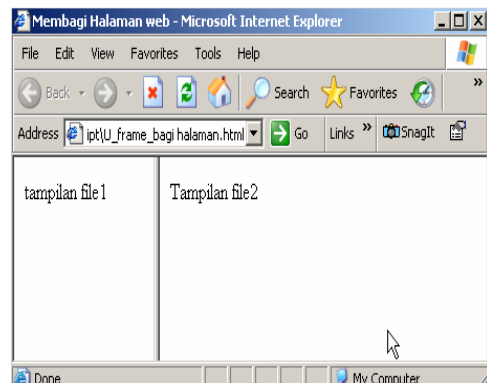 Membagi Halaman web - Microsoft Internet Explorer
File Edit View Favorites Tools Help
Back Search Favorites »
Address ipt\U_frame_bagi halaman.html Go Links » SnagIt
tampilan file1 Tampilan file2
Done My Computer